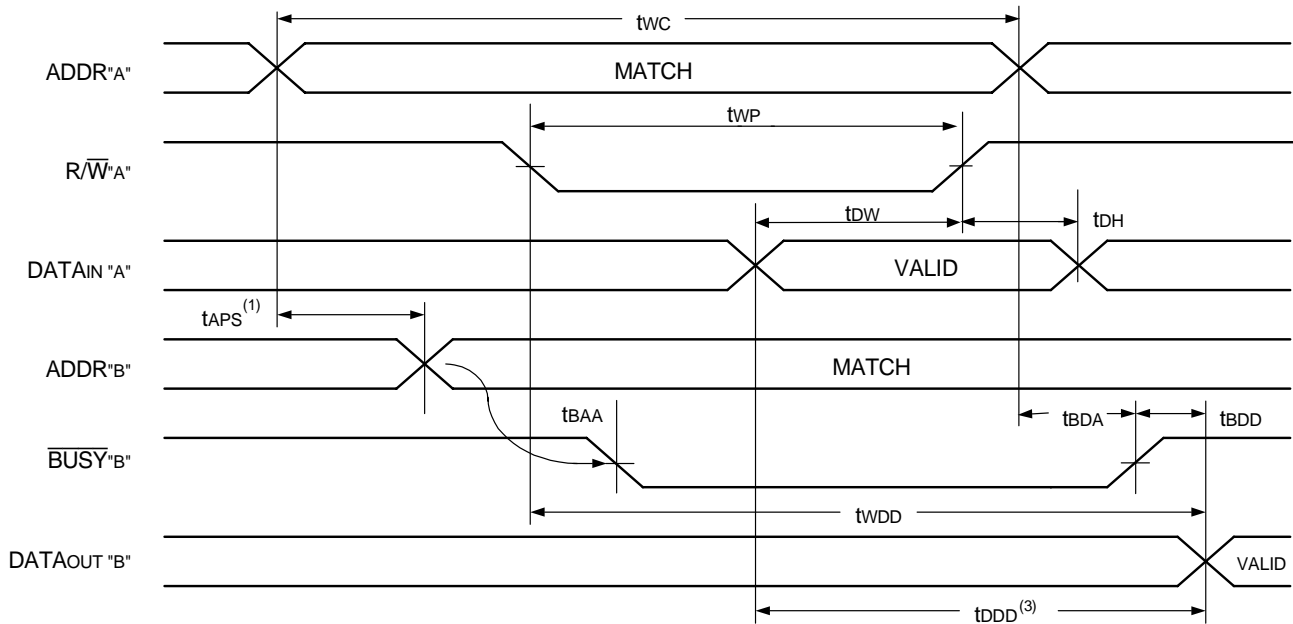 tWC
ADDR"A"
MATCH
tWP
R/W̅"A"
tDW
tDH
DATAIN "A"
VALID
tAPS(1)
ADDR"B"
MATCH
tBAA
tBDA
tBDD
B̅U̅S̅Y̅"B"
tWDD
DATAOUT "B"
VALID
tDDD(3)